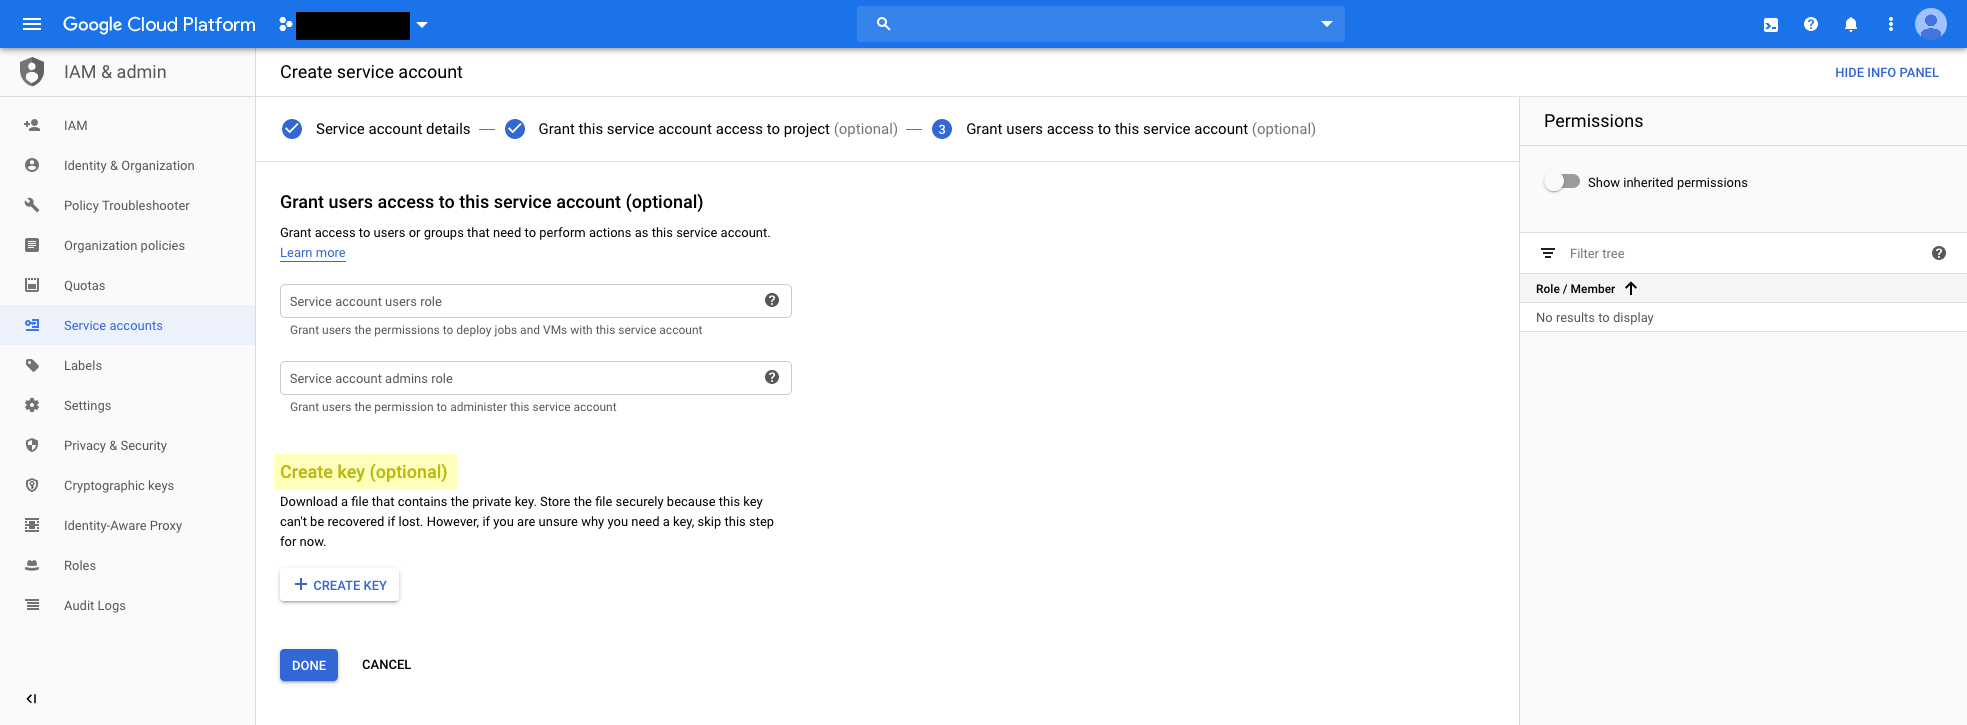 Google Cloud Platform
IAM & admin
Create service account
HIDE INFO PANEL
IAM
Identity & Organization
Policy Troubleshooter
Organization policies
Quotas
Service accounts
Labels
Settings
Privacy & Security
Cryptographic keys
Identity-Aware Proxy
Roles
Audit Logs
Service account details — Grant this service account access to project (optional) — 3 Grant users access to this service account (optional)
Grant users access to this service account (optional)
Grant access to users or groups that need to perform actions as this service account.
Learn more
Service account users role
Grant users the permissions to deploy jobs and VMs with this service account
Service account admins role
Grant users the permission to administer this service account
Create key (optional)
Download a file that contains the private key. Store the file securely because this key
can't be recovered if lost. However, if you are unsure why you need a key, skip this step
for now.
CREATE KEY
DONE CANCEL
Permissions
Show inherited permissions
Filter tree
Role / Member
No results to display